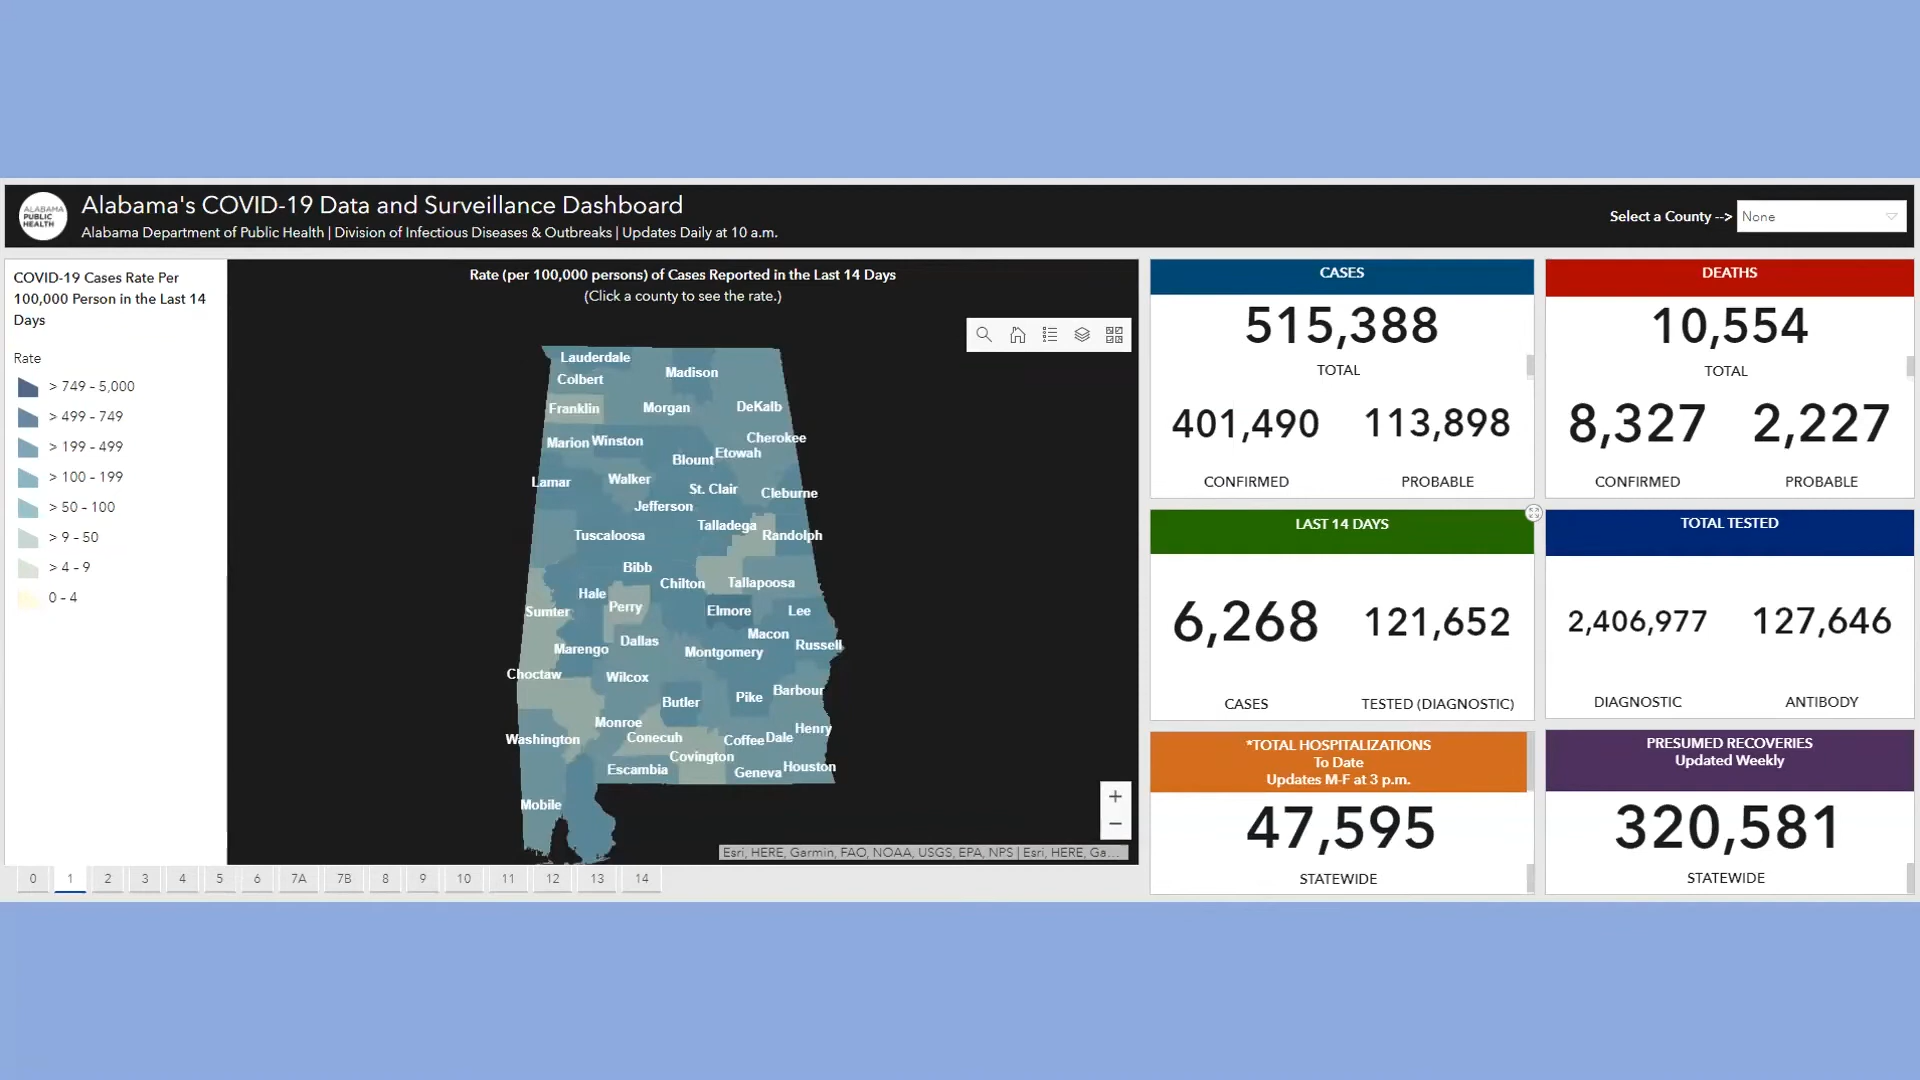 ALABAMA
PUBLIC
HEALTH
Alabama's COVID-19 Data and Surveillance Dashboard
Alabama Department of Public Health | Division of Infectious Diseases & Outbreaks | Updates Daily at 10 a.m.
Select a County -->
None
COVID-19 Cases Rate Per
100,000 Person in the Last 14
Days
Rate
> 749 - 5,000
> 499 - 749
> 199 - 499
> 100 - 199
> 50 - 100
> 9 - 50
> 4 - 9
0 - 4
Rate (per 100,000 persons) of Cases Reported in the Last 14 Days
(Click a county to see the rate.)
Lauderdale
Madison
Colbert
Franklin
Morgan
DeKalb
Marion
Winston
Cherokee
Etowah
Blount
Lamar
Walker
St. Clair
Cleburne
Jefferson
Talladega
Tuscaloosa
Randolph
Bibb
Chilton
Tallapoosa
Hale
Sumter
Perry
Elmore
Lee
Macon
Dallas
Marengo
Montgomery
Russell
Choctaw
Wilcox
Butler
Pike
Barbour
Monroe
Henry
Washington
Conecuh
Coffee
Dale
Covington
Escambia
Geneva
Houston
Mobile
+
−
Esri, HERE, Garmin, FAO, NOAA, USGS, EPA, NPS | Esri, HERE, Ga...
0
1
2
3
4
5
6
7A
7B
8
9
10
11
12
13
14
CASES
515,388
TOTAL
401,490
113,898
CONFIRMED
PROBABLE
DEATHS
10,554
TOTAL
8,327
2,227
CONFIRMED
PROBABLE
LAST 14 DAYS
6,268
121,652
CASES
TESTED (DIAGNOSTIC)
TOTAL TESTED
2,406,977
127,646
DIAGNOSTIC
ANTIBODY
*TOTAL HOSPITALIZATIONS
To Date
Updates M-F at 3 p.m.
47,595
STATEWIDE
PRESUMED RECOVERIES
Updated Weekly
320,581
STATEWIDE